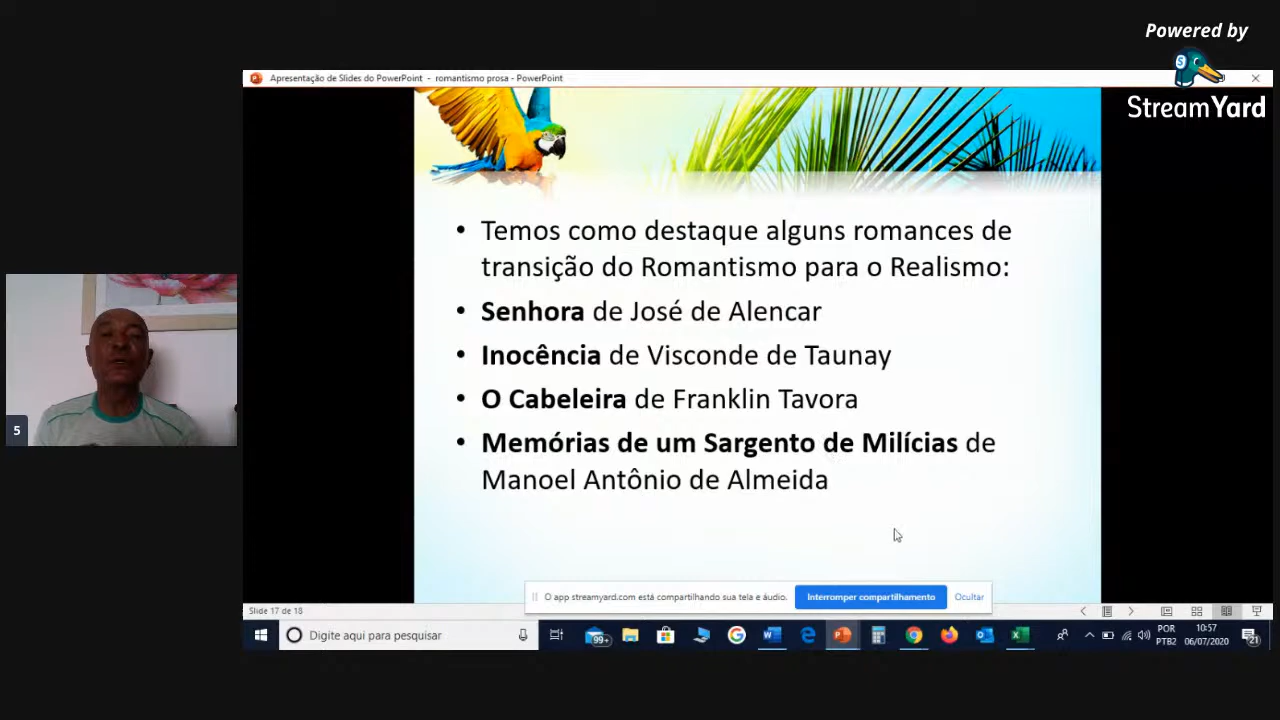 Powered by
StreamYard
Apresentação de Slides do PowerPoint - romantismo prosa - PowerPoint
• Temos como destaque alguns romances de
transição do Romantismo para o Realismo:
• Senhora de José de Alencar
• Inocência de Visconde de Taunay
• O Cabeleira de Franklin Tavora
• Memórias de um Sargento de Milícias de
Manoel Antônio de Almeida
5
O app streamyard.com está compartilhando sua tela e áudio.
Interromper compartilhamento
Ocultar
Slide 17 de 18
Digite aqui para pesquisar
99+
POR
PTB2
10:57
06/07/2020
21